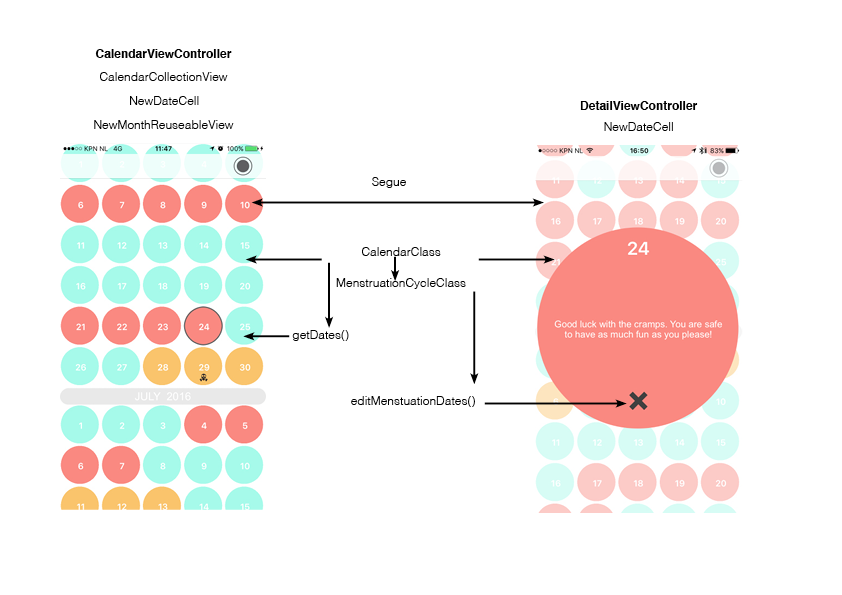 CalendarViewController
CalendarCollectionView
NewDateCell
NewMonthReuseableView
DetailViewController
NewDateCell
KPN NL 4G 11:47 100%
6 7 8 9 10
11 12 13 14 15
16 17 18 19 20
21 22 23 24 25
26 27 28 29 30
JULY 2016
1 2 3 4 5
6 7 8 9 10
11 12 13 14 15
Segue
CalendarClass
MenstruationCycleClass
getDates()
editMenstuationDates()
KPN NL 16:50 83%
11 12 13 14 15
16 17 18 19 20
24
21 25
Good luck with the cramps. You are safe
to have as much fun as you please!
10
11 12 13 14 15
16 17 18 19 20